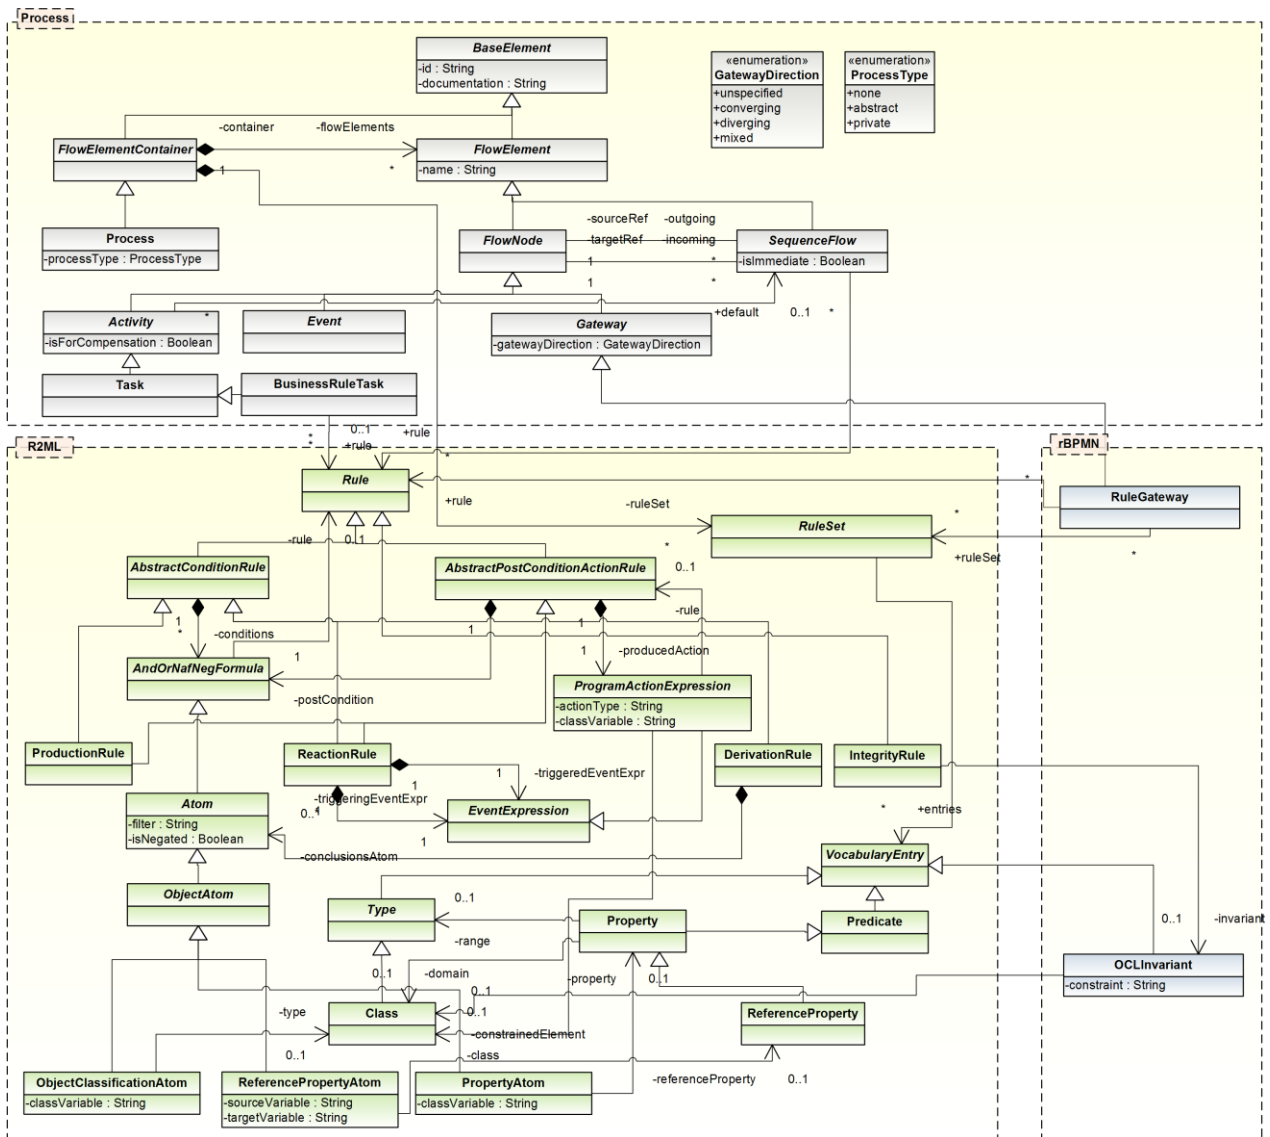 Process
BaseElement
-id : String
-documentation : String
«enumeration»
GatewayDirection
+unspecified
+converging
+diverging
+mixed
«enumeration»
ProcessType
+none
+abstract
+private
-container
-flowElements
FlowElementContainer
1
*
FlowElement
-name : String
Process
-processType : ProcessType
-sourceRef
-outgoing
-targetRef
-incoming
FlowNode
1
*
1
*
SequenceFlow
-isImmediate : Boolean
Activity
-isForCompensation : Boolean
*
Event
Gateway
-gatewayDirection : GatewayDirection
+default
0..1
*
Task
BusinessRuleTask
R2ML
rBPMN
*
*
0..1
+rule
+rule
*
Rule
+rule
*
RuleGateway
-ruleSet
RuleSet
*
*
+ruleSet
-rule
0..1
*
0..1
AbstractConditionRule
AbstractPostConditionActionRule
-rule
1
*
-conditions
1
1
1
1
-producedAction
AndOrNafNegFormula
-postCondition
ProgramActionExpression
-actionType : String
-classVariable : String
ProductionRule
ReactionRule
DerivationRule
IntegrityRule
1
1
-triggeredEventExpr
-triggeringEventExpr
0..*
1
1
EventExpression
*
+entries
Atom
-filter : String
-isNegated : Boolean
-conclusionsAtom
VocabularyEntry
ObjectAtom
Type
0..1
-range
Property
Predicate
0..1
-invariant
OCLInvariant
-constraint : String
0..1
-domain
-property
0..1
0..1
0..1
Class
-type
0..1
-constrainedElement
-class
ReferenceProperty
-referenceProperty
0..1
ObjectClassificationAtom
-classVariable : String
ReferencePropertyAtom
-sourceVariable : String
-targetVariable : String
PropertyAtom
-classVariable : String